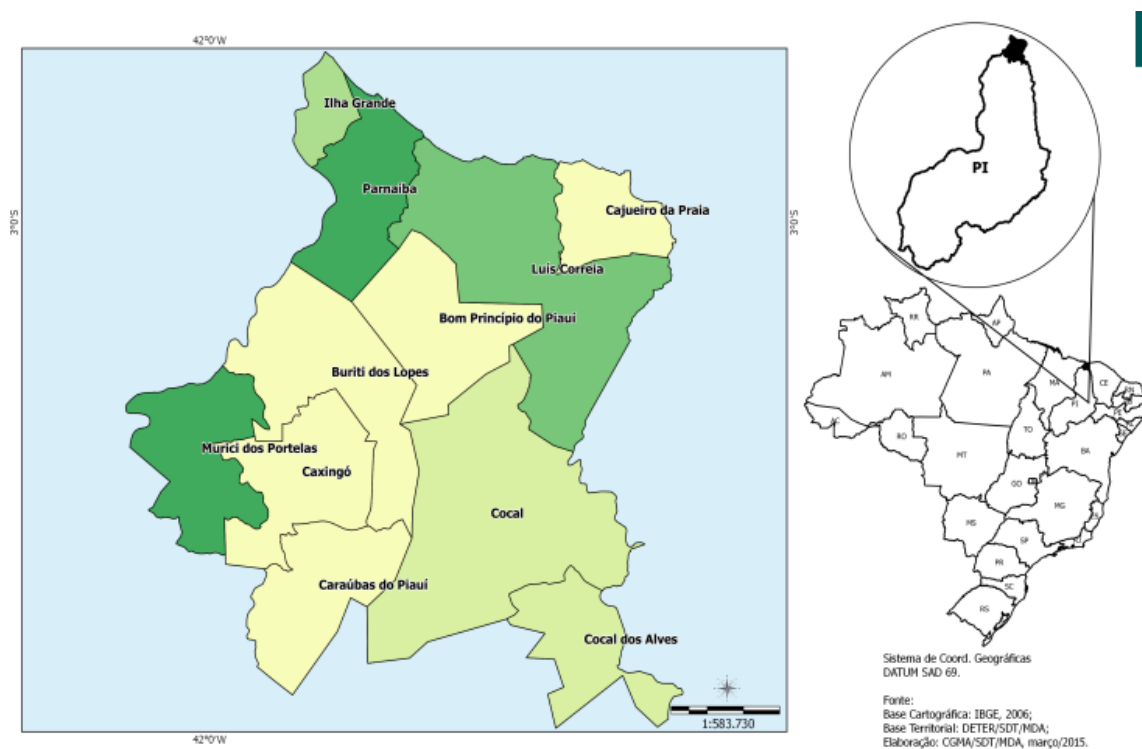 42°0'W
3°0'S
3°0'S
Ilha Grande
Parnaiba
Cajueiro da Praia
Luis Correia
Bom Princípio do Piauí
Buriti dos Lopes
Murici dos Portelas
Caxingó
Cocal
Caraúbas do Piauí
Cocal dos Alves
1:583.730
42°0'W
PI
RR
AP
AM
PA
MA
CE
RN
PI
AC
RO
TO
MT
BA
GO
MG
MS
SP
PR
SC
RS
Sistema de Coord. Geográficas
DATUM SAD 69.
Fonte:
Base Cartográfica: IBGE, 2006;
Base Territorial: DETER/SDT/MDA;
Elaboração: CGMA/SDT/MDA, março/2015.